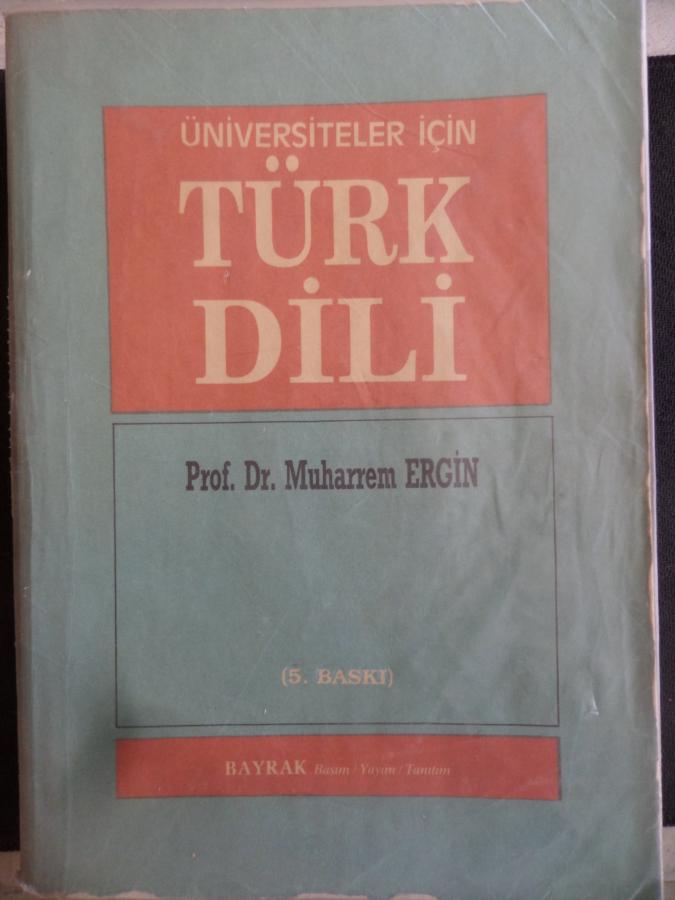 ÜNİVERSİTELER İÇİN
TÜRK
DİLİ
Prof. Dr. Muharrem ERGİN
(5. BASKI)
BAYRAK Basım / Yayım / Tanıtım